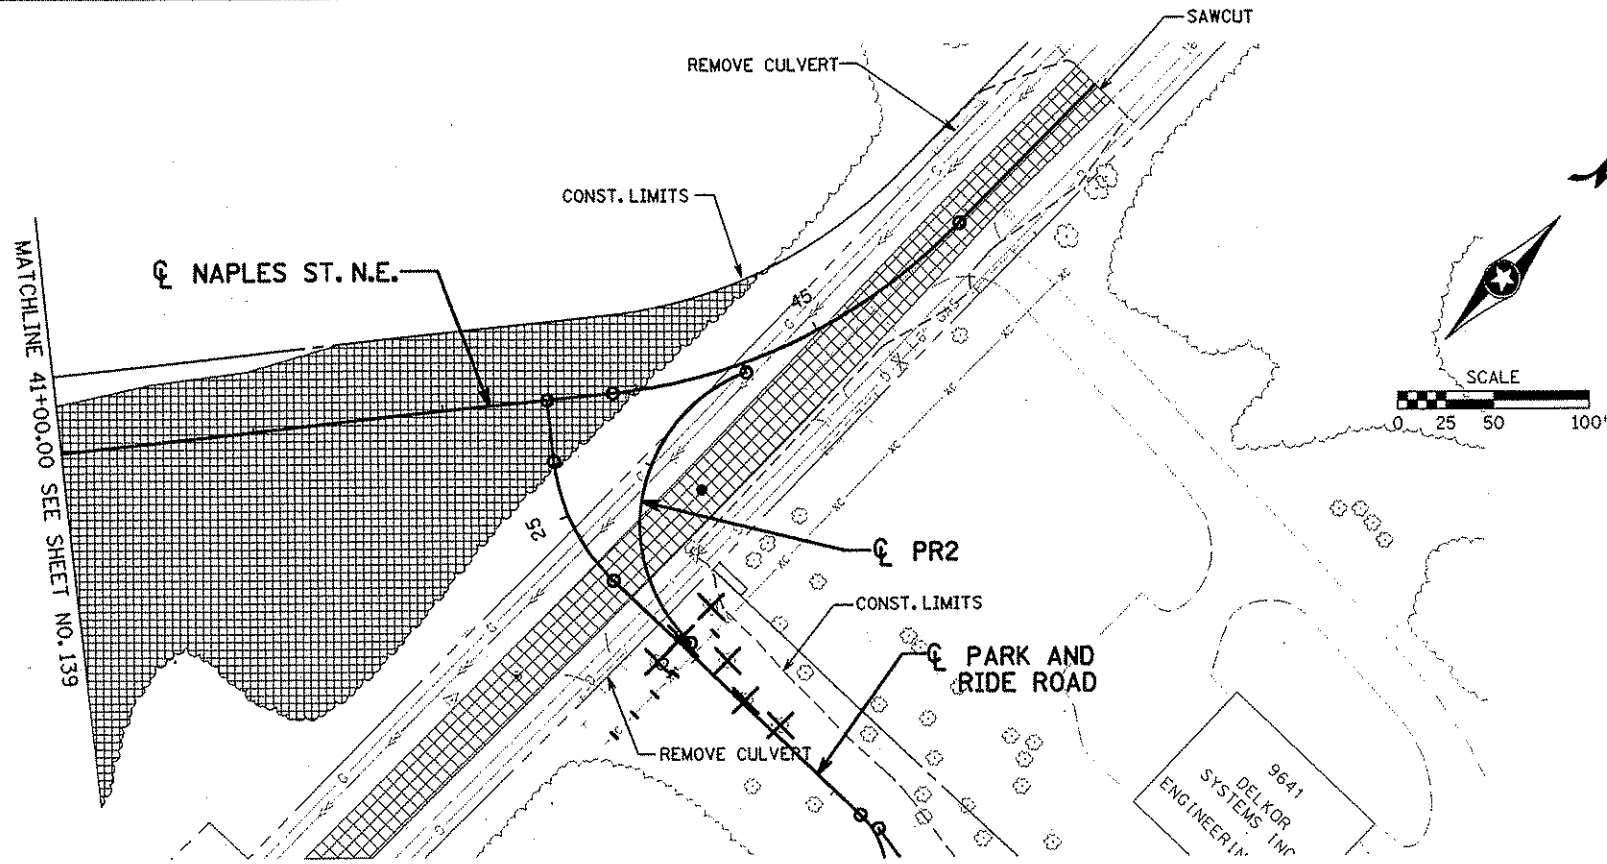 SAWCUT
REMOVE CULVERT
CONST. LIMITS
℄ NAPLES ST. N.E.
MATCHLINE 41+00.00 SEE SHEET NO. 139
45
SCALE
0 25 50 100'
25
℄ PR2
CONST. LIMITS
℄ PARK AND
RIDE ROAD
REMOVE CULVERT
9641
DELKOR
SYSTEMS INC
ENGINEERIN